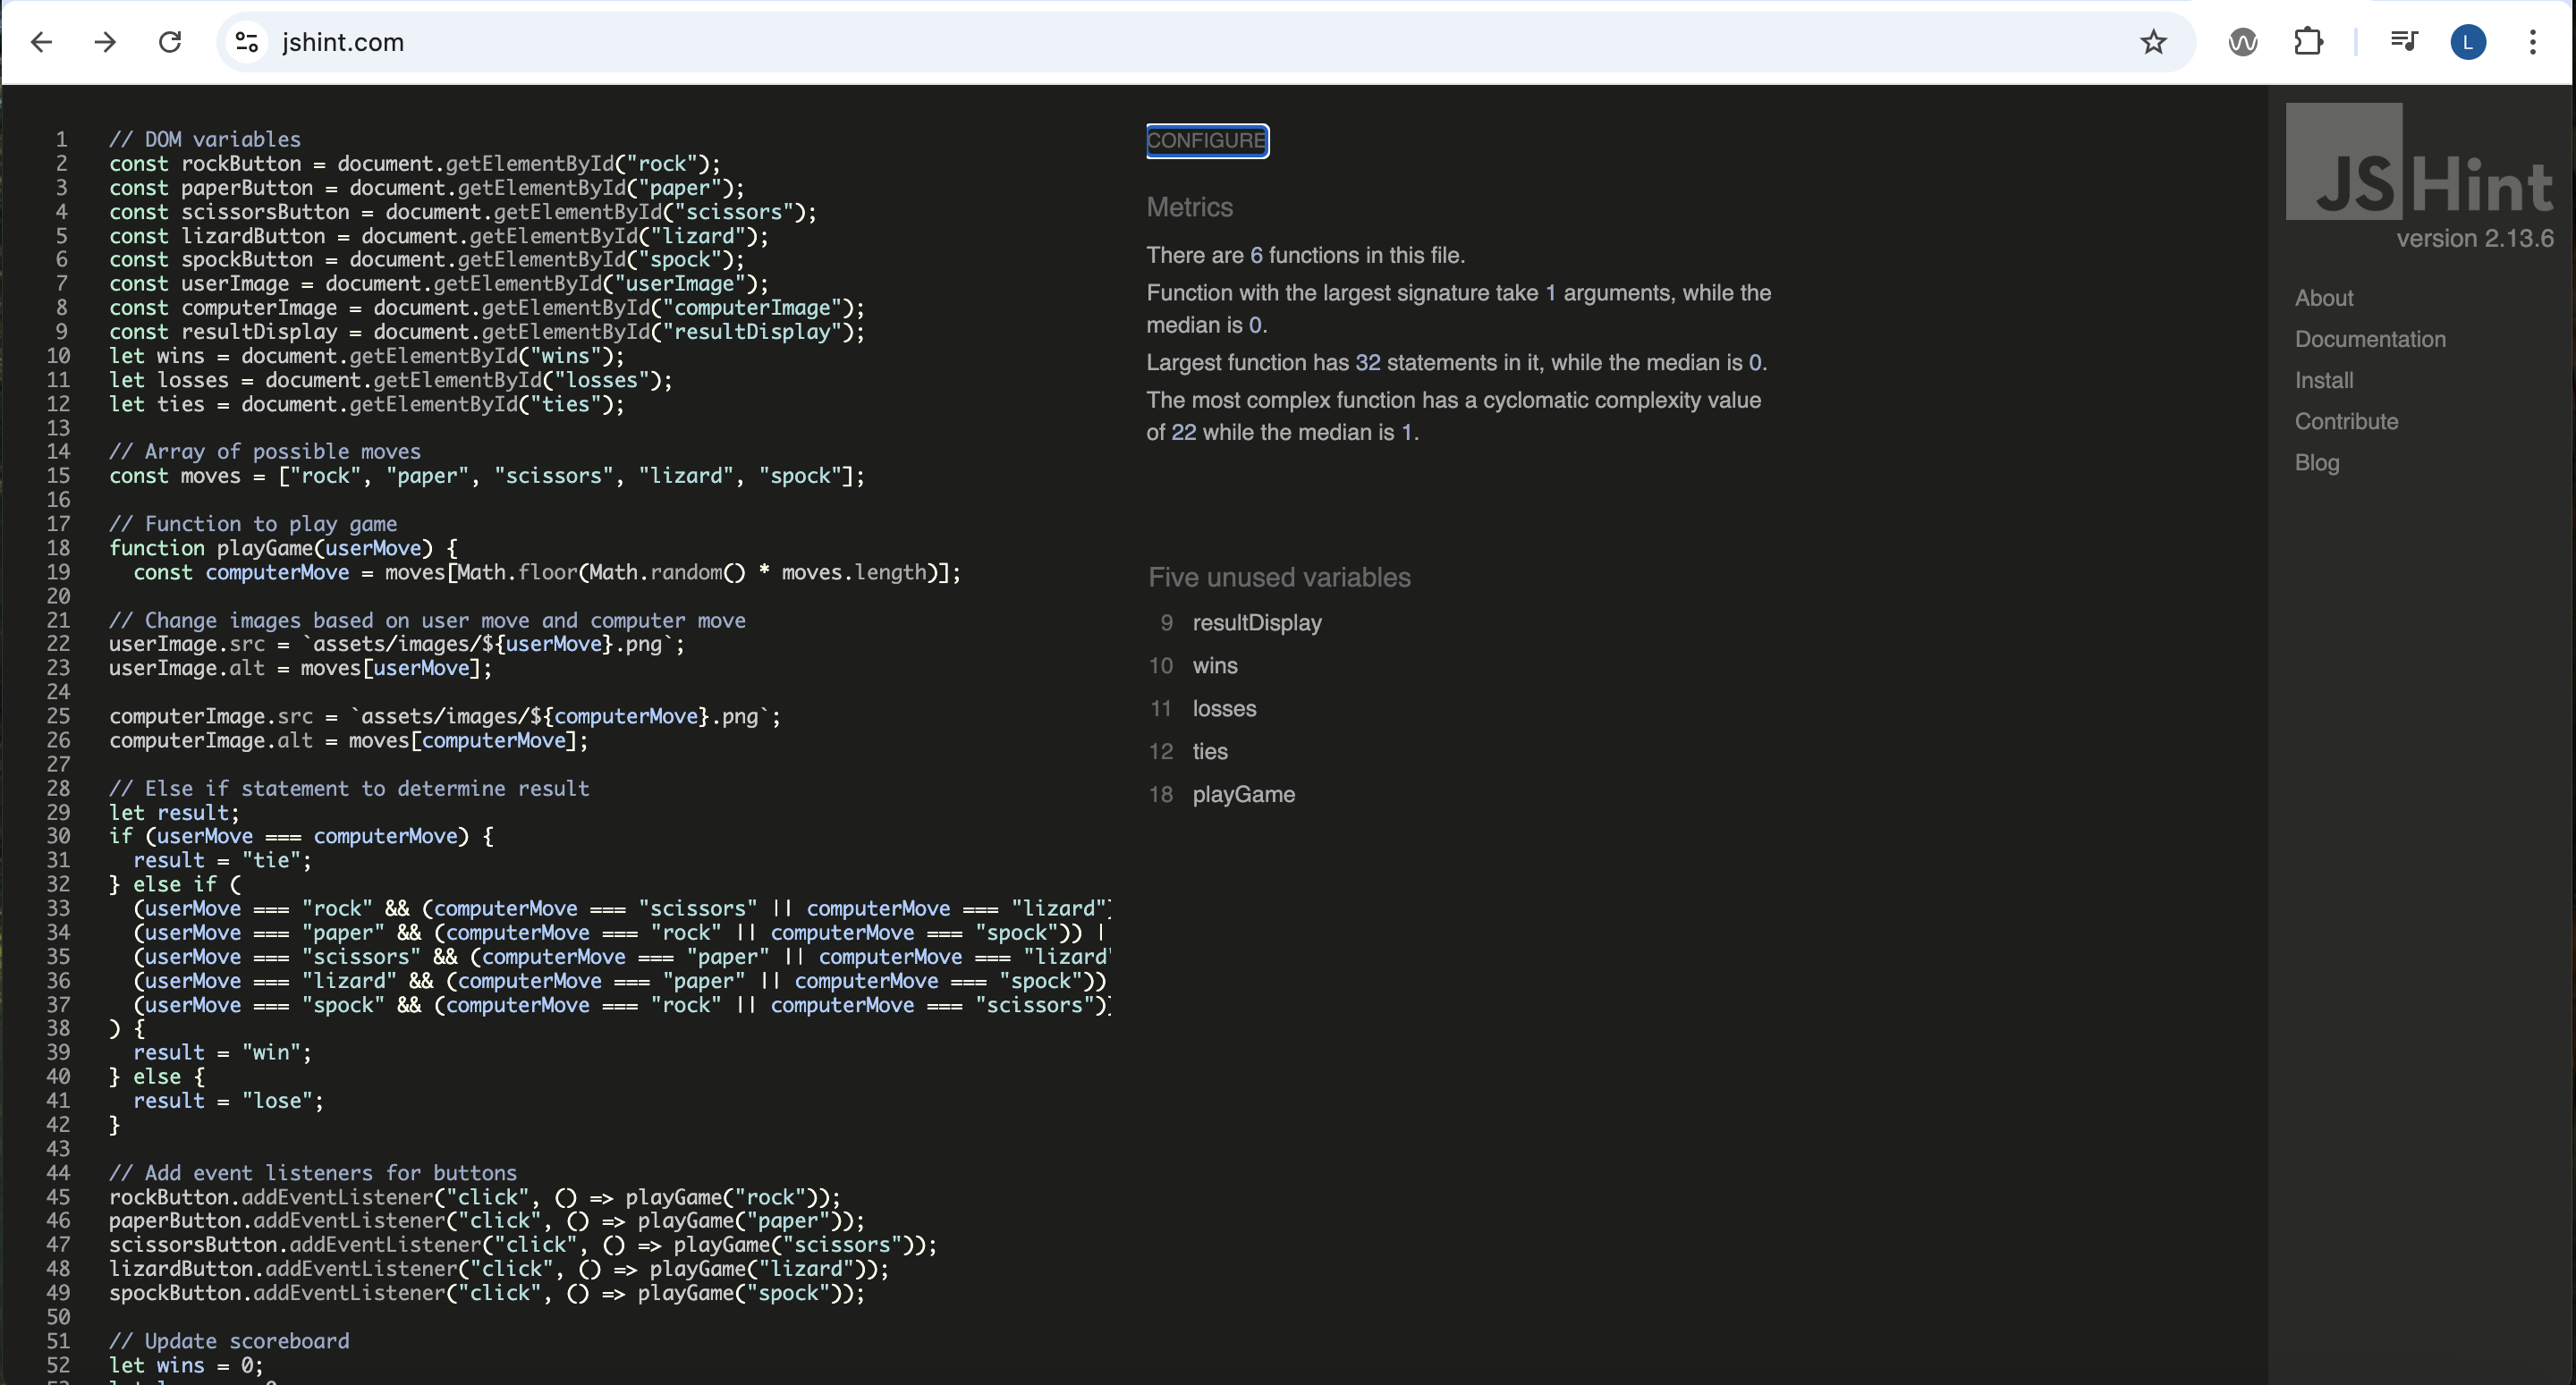 jshint.com
L
1 // DOM variables
2 const rockButton = document.getElementById("rock");
3 const paperButton = document.getElementById("paper");
4 const scissorsButton = document.getElementById("scissors");
5 const lizardButton = document.getElementById("lizard");
6 const spockButton = document.getElementById("spock");
7 const userImage = document.getElementById("userImage");
8 const computerImage = document.getElementById("computerImage");
9 const resultDisplay = document.getElementById("resultDisplay");
10 let wins = document.getElementById("wins");
11 let losses = document.getElementById("losses");
12 let ties = document.getElementById("ties");
13
14 // Array of possible moves
15 const moves = ["rock", "paper", "scissors", "lizard", "spock"];
16
17 // Function to play game
18 function playGame(userMove) {
19 const computerMove = moves[Math.floor(Math.random() * moves.length)];
20
21 // Change images based on user move and computer move
22 userImage.src = `assets/images/${userMove}.png`;
23 userImage.alt = moves[userMove];
24
25 computerImage.src = `assets/images/${computerMove}.png`;
26 computerImage.alt = moves[computerMove];
27
28 // Else if statement to determine result
29 let result;
30 if (userMove === computerMove) {
31 result = "tie";
32 } else if (
33 (userMove === "rock" && (computerMove === "scissors" || computerMove === "lizard")
34 (userMove === "paper" && (computerMove === "rock" || computerMove === "spock")) |
35 (userMove === "scissors" && (computerMove === "paper" || computerMove === "lizard"
36 (userMove === "lizard" && (computerMove === "paper" || computerMove === "spock"))
37 (userMove === "spock" && (computerMove === "rock" || computerMove === "scissors"))
38 ) {
39 result = "win";
40 } else {
41 result = "lose";
42 }
43
44 // Add event listeners for buttons
45 rockButton.addEventListener("click", () => playGame("rock"));
46 paperButton.addEventListener("click", () => playGame("paper"));
47 scissorsButton.addEventListener("click", () => playGame("scissors"));
48 lizardButton.addEventListener("click", () => playGame("lizard"));
49 spockButton.addEventListener("click", () => playGame("spock"));
50
51 // Update scoreboard
52 let wins = 0;
CONFIGURE
Metrics
There are 6 functions in this file.
Function with the largest signature take 1 arguments, while the
median is 0.
Largest function has 32 statements in it, while the median is 0.
The most complex function has a cyclomatic complexity value
of 22 while the median is 1.
Five unused variables
9 resultDisplay
10 wins
11 losses
12 ties
18 playGame
JSHint
version 2.13.6
About
Documentation
Install
Contribute
Blog